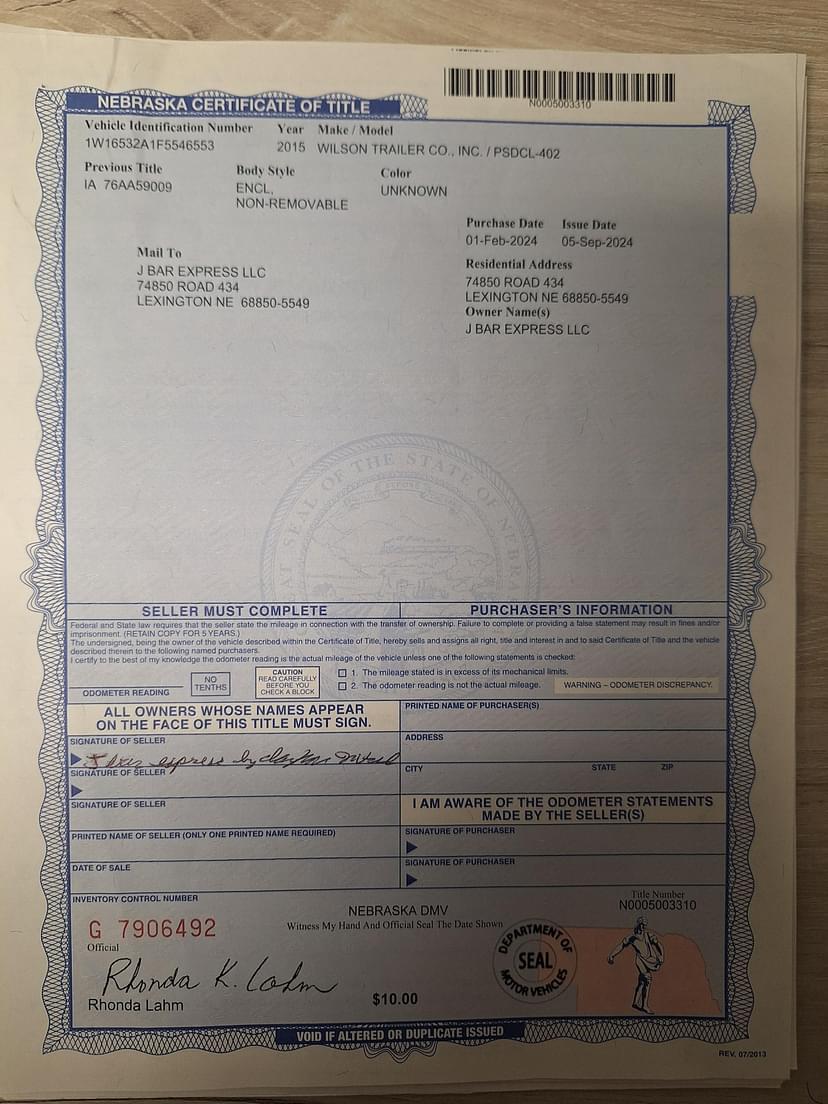 N0005003310
NEBRASKA CERTIFICATE OF TITLE
Vehicle Identification Number Year Make / Model
1W16532A1F5546553 2015 WILSON TRAILER CO., INC. / PSDCL-402
Previous Title Body Style Color
IA 76AA59009 ENCL, UNKNOWN
NON-REMOVABLE
Purchase Date Issue Date
01-Feb-2024 05-Sep-2024
Mail To
J BAR EXPRESS LLC
74850 ROAD 434
LEXINGTON NE 68850-5549
Residential Address
74850 ROAD 434
LEXINGTON NE 68850-5549
Owner Name(s)
J BAR EXPRESS LLC
SEAL OF THE STATE OF NEBRA
SELLER MUST COMPLETE
PURCHASER'S INFORMATION
Federal and State law requires that the seller state the mileage in connection with the transfer of ownership. Failure to complete or providing a false statement may result in fines and/or
imprisonment. (RETAIN COPY FOR 5 YEARS.)
The undersigned, being the owner of the vehicle described within the Certificate of Title, hereby sells and assigns all right, title and interest in and to said Certificate of Title and the vehicle
described therein to the following named purchasers.
I certify to the best of my knowledge the odometer reading is the actual mileage of the vehicle unless one of the following statements is checked:
ODOMETER READING
NO
TENTHS
CAUTION
READ CAREFULLY
BEFORE YOU
CHECK A BLOCK
1. The mileage stated is in excess of its mechanical limits.
2. The odometer reading is not the actual mileage. WARNING – ODOMETER DISCREPANCY.
ALL OWNERS WHOSE NAMES APPEAR
ON THE FACE OF THIS TITLE MUST SIGN.
SIGNATURE OF SELLER
express by
SIGNATURE OF SELLER
SIGNATURE OF SELLER
PRINTED NAME OF SELLER (ONLY ONE PRINTED NAME REQUIRED)
DATE OF SALE
PRINTED NAME OF PURCHASER(S)
ADDRESS
CITY STATE ZIP
I AM AWARE OF THE ODOMETER STATEMENTS
MADE BY THE SELLER(S)
SIGNATURE OF PURCHASER
SIGNATURE OF PURCHASER
INVENTORY CONTROL NUMBER
G 7906492
Official
Rhonda K. Lahm
Rhonda Lahm
NEBRASKA DMV
Witness My Hand And Official Seal The Date Shown
$10.00
DEPARTMENT OF
SEAL
MOTOR VEHICLES
Title Number
N0005003310
VOID IF ALTERED OR DUPLICATE ISSUED
REV. 07/2013